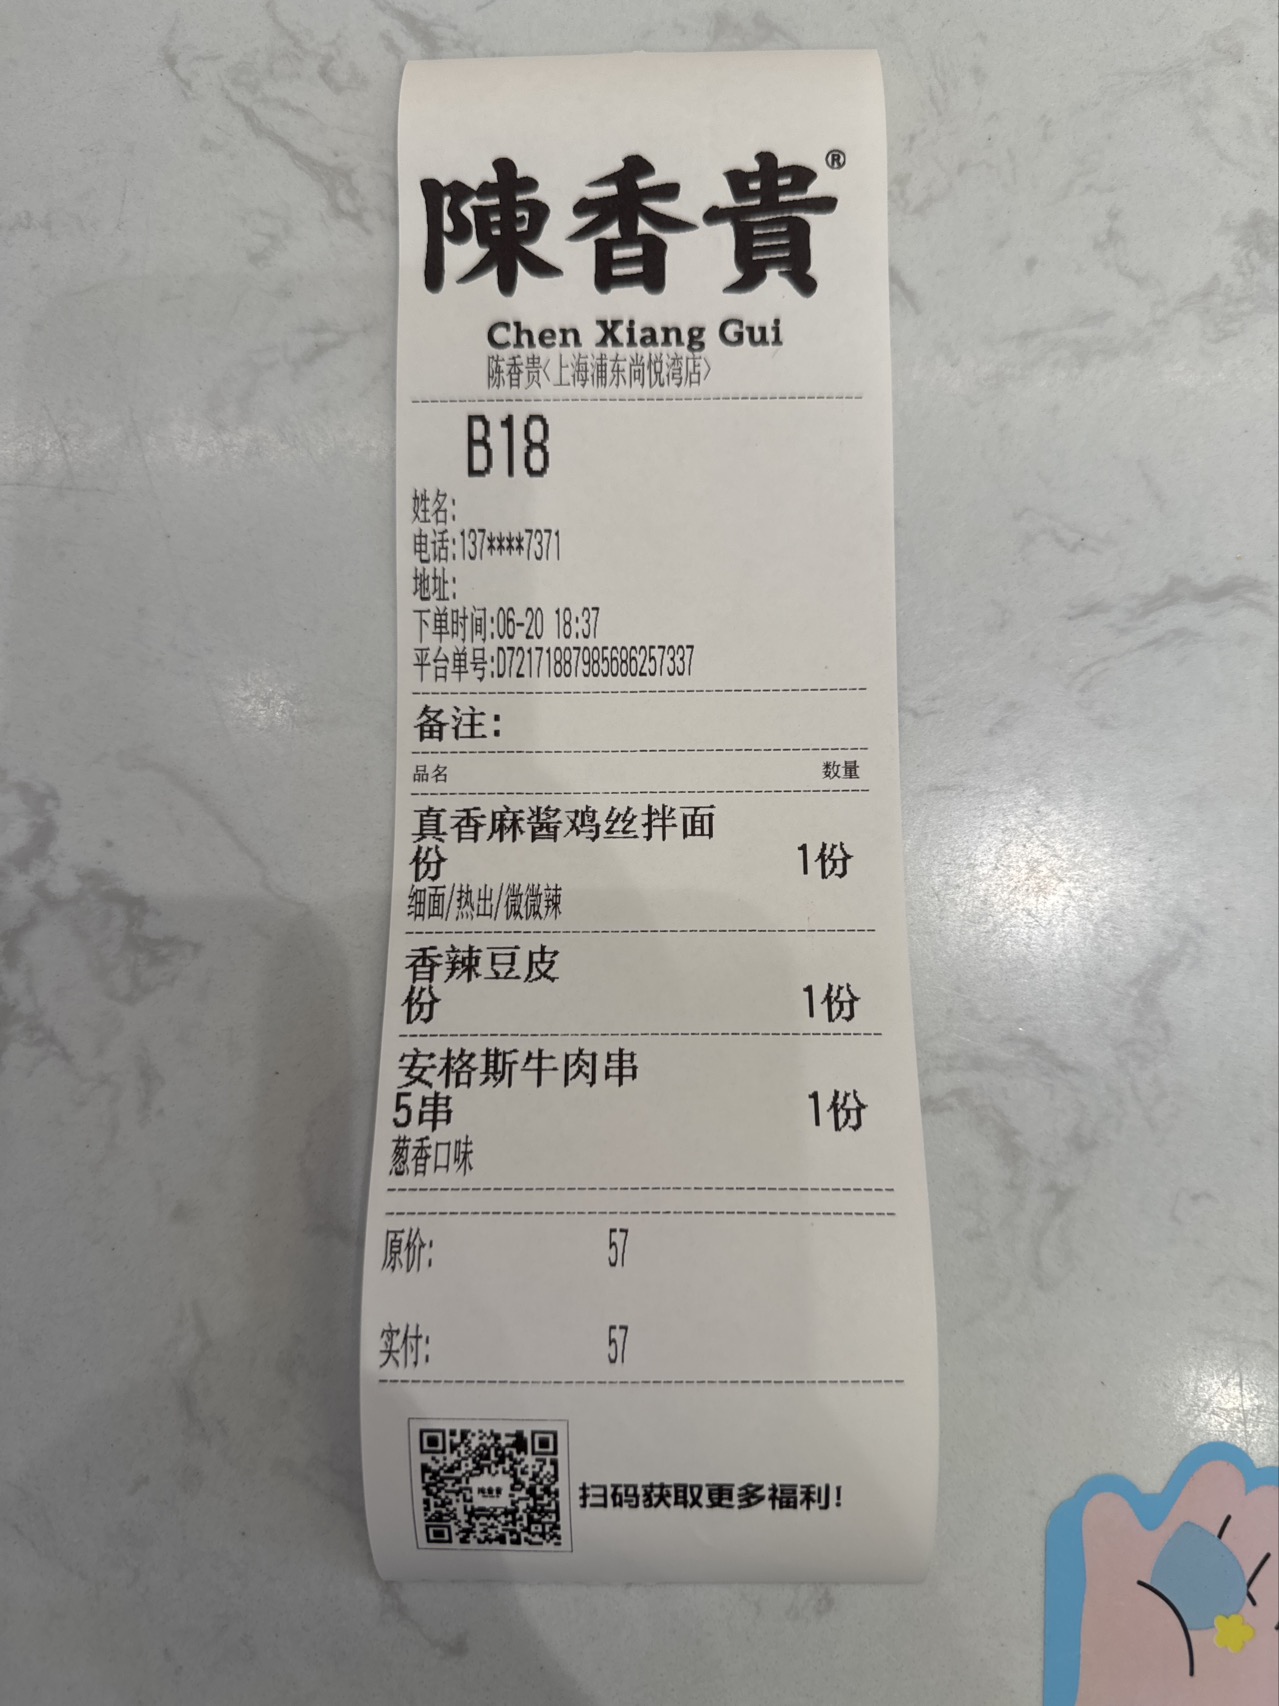 陳香貴®
Chen Xiang Gui
陈香贵<上海浦东尚悦湾店>
B18
姓名:
电话:137****7371
地址:
下单时间:06-20 18:37
平台单号:D72171887985686257337
备注:
品名 数量
真香麻酱鸡丝拌面
份 1份
细面/热出/微微辣
香辣豆皮
份 1份
安格斯牛肉串
5串 1份
葱香口味
原价: 57
实付: 57
扫码获取更多福利!